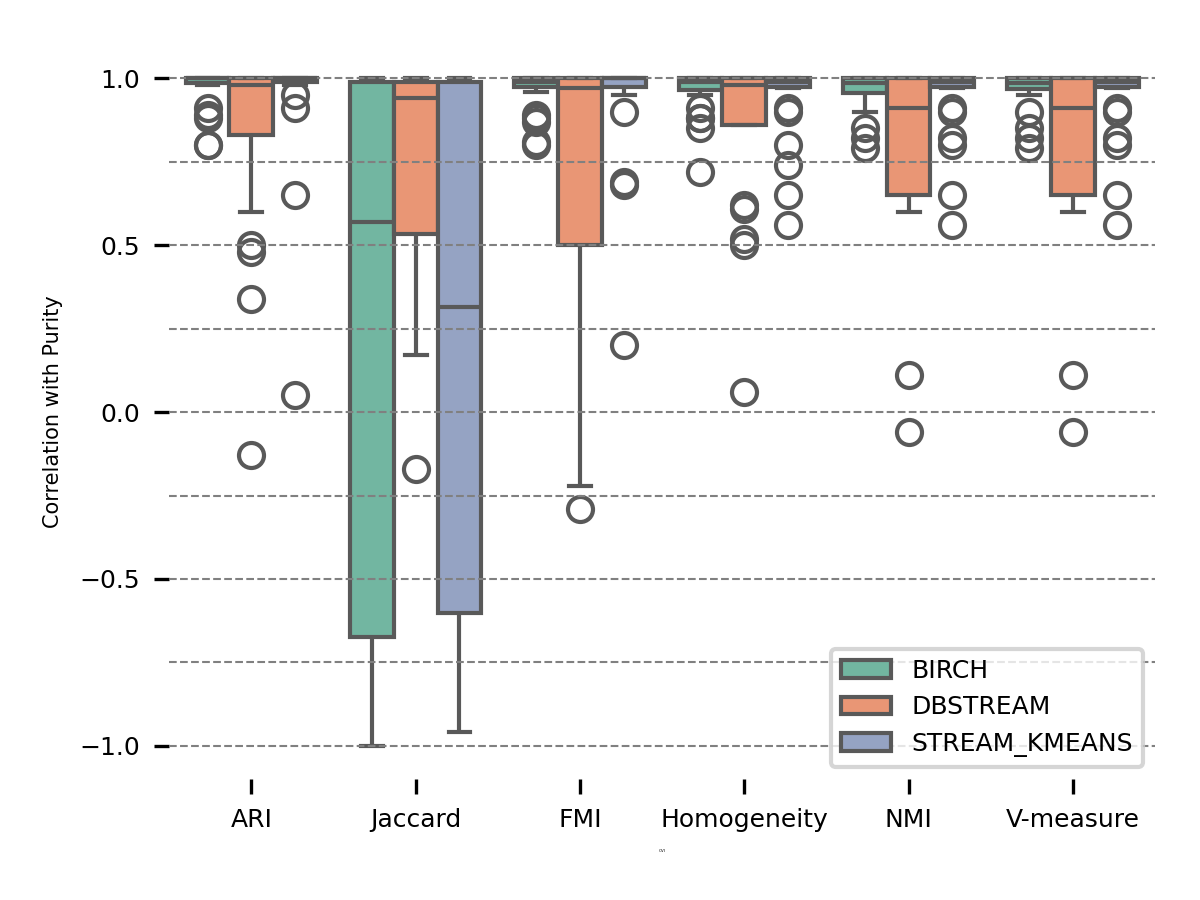 1.0
0.5
0.0
−0.5
−1.0
Correlation with Purity
BIRCH
DBSTREAM
STREAM_KMEANS
ARI
Jaccard
FMI
Homogeneity
NMI
V-measure